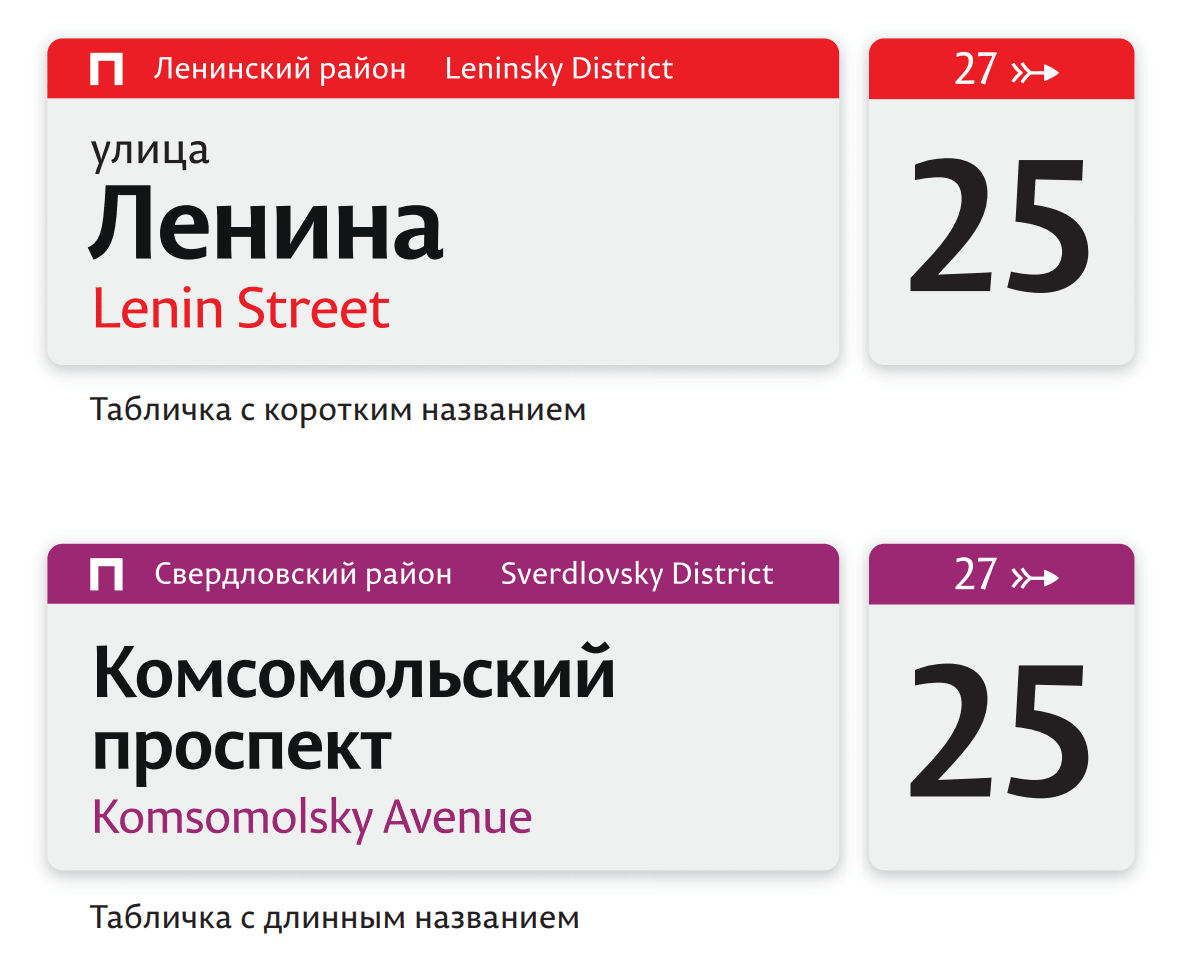 П Ленинский район Leninsky District
27
улица
Ленина
Lenin Street
25
Табличка с коротким названием
П Свердловский район Sverdlovsky District
27
Комсомольский
проспект
Komsomolsky Avenue
25
Табличка с длинным названием